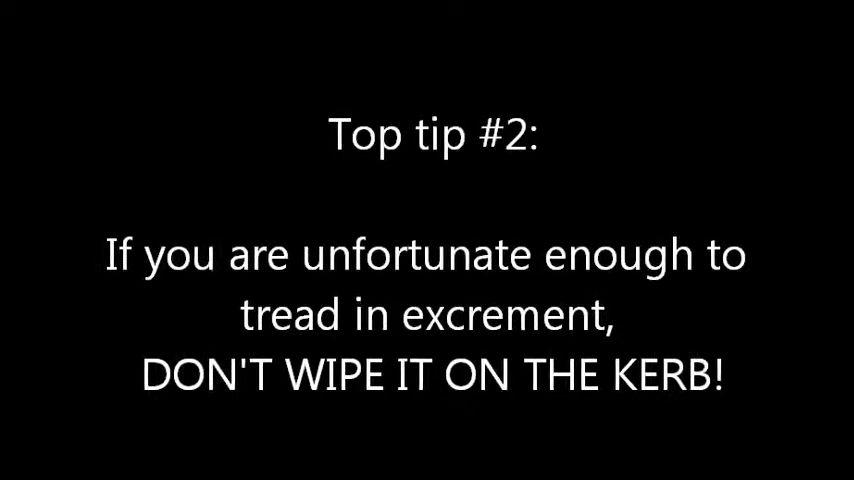 Top tip #2:
If you are unfortunate enough to
tread in excrement,
DON'T WIPE IT ON THE KERB!